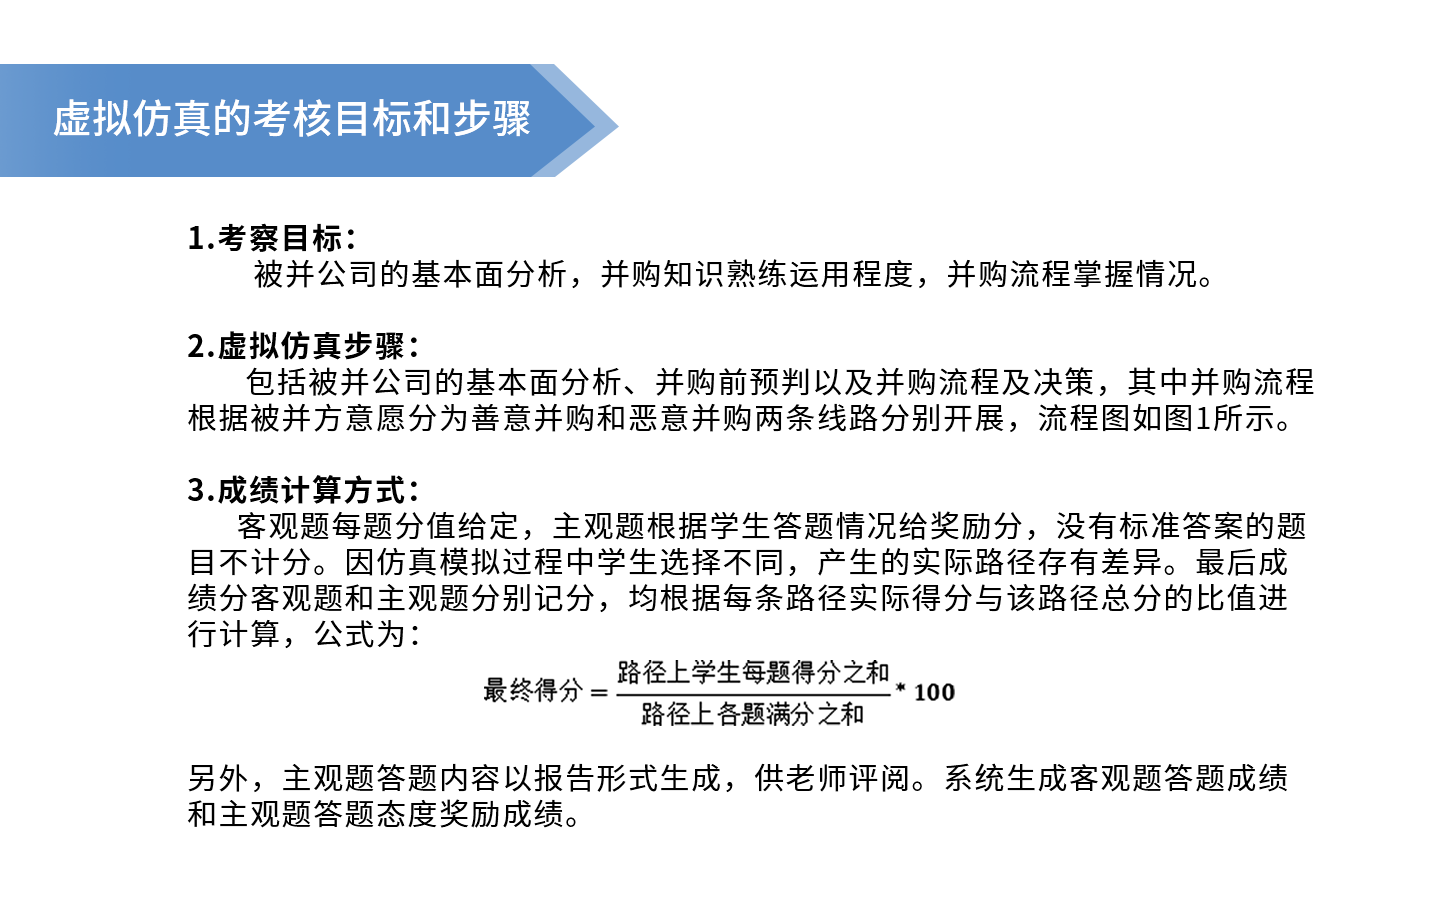 虚拟仿真的考核目标和步骤
1.考察目标：
被并公司的基本面分析，并购知识熟练运用程度，并购流程掌握情况。
2.虚拟仿真步骤：
包括被并公司的基本面分析、并购前预判以及并购流程及决策，其中并购流程
根据被并方意愿分为善意并购和恶意并购两条线路分别开展，流程图如图1所示。
3.成绩计算方式：
客观题每题分值给定，主观题根据学生答题情况给奖励分，没有标准答案的题
目不计分。因仿真模拟过程中学生选择不同，产生的实际路径存有差异。最后成
绩分客观题和主观题分别记分，均根据每条路径实际得分与该路径总分的比值进
行计算，公式为：
路径上学生每题得分之和
最终得分 = * 100
路径上各题满分之和
另外，主观题答题内容以报告形式生成，供老师评阅。系统生成客观题答题成绩
和主观题答题态度奖励成绩。